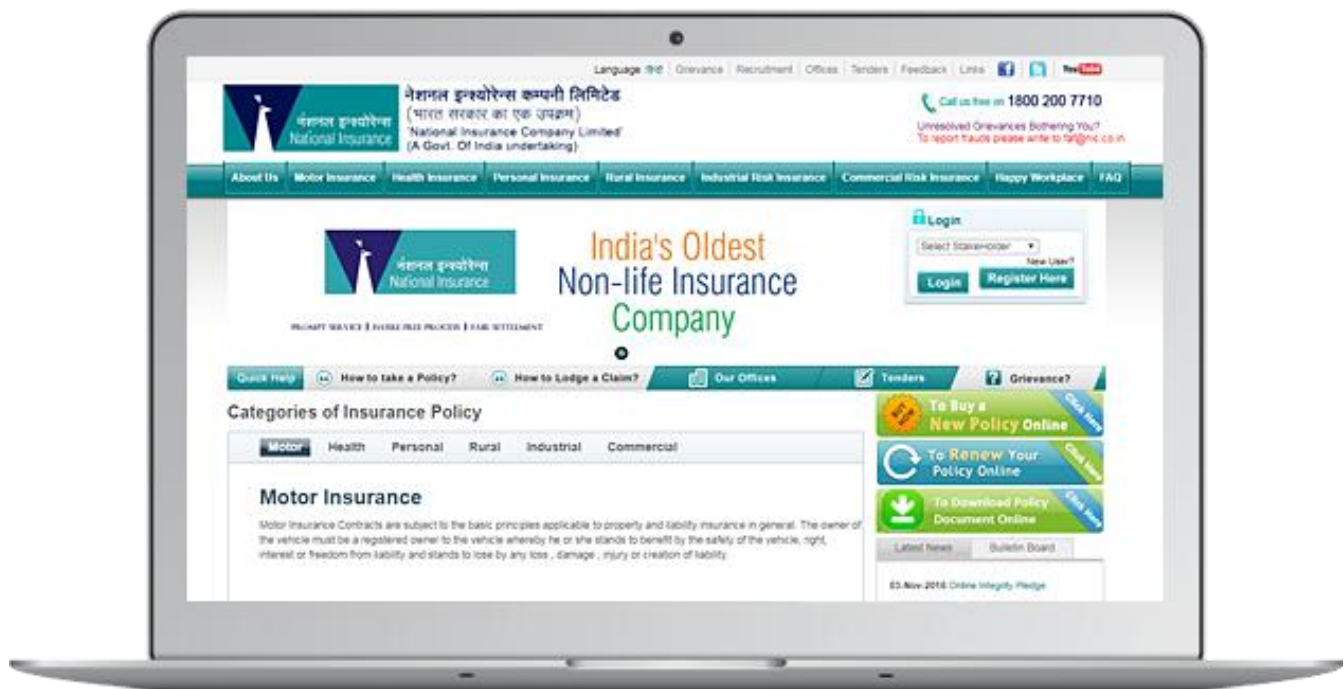 Language हिंदी Grievance Recruitment Offices Tenders Feedback Links You Tube
नेशनल इन्श्योरेन्स
National Insurance
नेशनल इन्श्योरेन्स कम्पनी लिमिटेड
(भारत सरकार का एक उपक्रम)
'National Insurance Company Limited'
(A Govt. Of India undertaking)
Call us free on 1800 200 7710
Unresolved Grievances Bothering You?
To report frauds please write to
About Us Motor Insurance Health Insurance Personal Insurance Rural Insurance Industrial Risk Insurance Commercial Risk Insurance Happy Workplace FAQ
नेशनल इन्श्योरेन्स
National Insurance
PROMPT SERVICE HASSLE FREE PROCESS FAIR SETTLEMENT
India's Oldest
Non-life Insurance
Company
Login
Select Stakeholder
New User?
Login Register Here
Quick Help How to take a Policy? How to Lodge a Claim? Our Offices Tenders Grievance?
Categories of Insurance Policy
Motor Health Personal Rural Industrial Commercial
Motor Insurance
Motor Insurance Contracts are subject to the basic principles applicable to property and liability insurance in general. The owner of
the vehicle must be a registered owner to the vehicle whereby he or she stands to benefit by the safety of the vehicle, right,
interest or freedom from liability and stands to lose by any loss , damage , injury or creation of liability.
BUY NOW To Buy a
New Policy Online
Click Here
To Renew Your
Policy Online
Click Here
To Download Policy
Document Online
Click Here
Latest News Bulletin Board
03-Nov-2016 Online Integrity Pledge